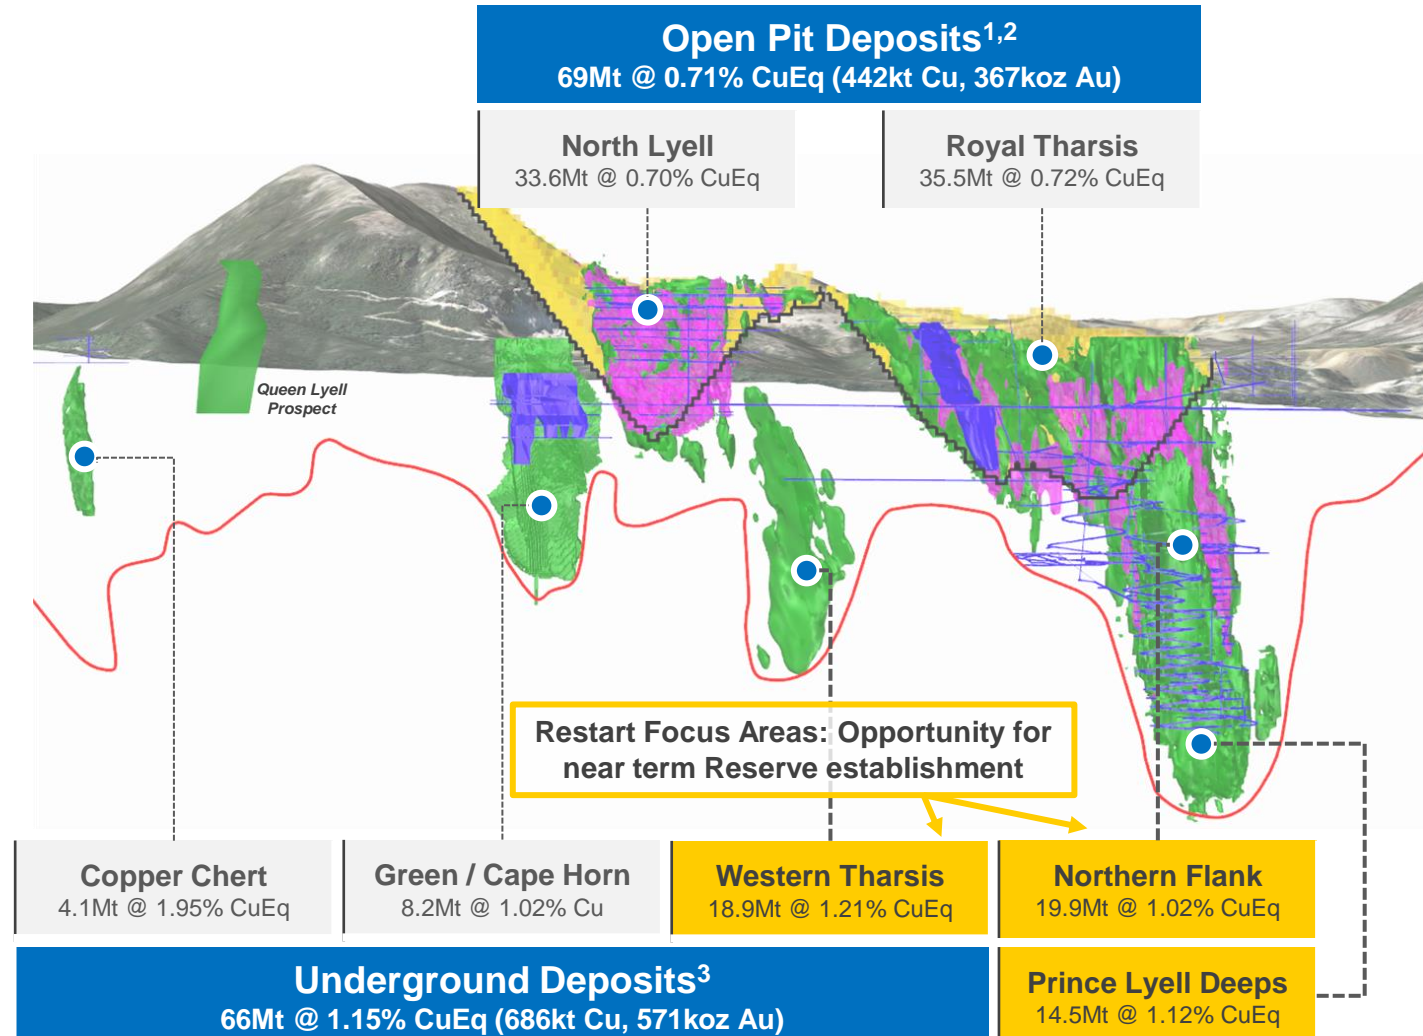 Open Pit Deposits1,2
69Mt @ 0.71% CuEq (442kt Cu, 367koz Au)
North Lyell
33.6Mt @ 0.70% CuEq
Royal Tharsis
35.5Mt @ 0.72% CuEq
Queen Lyell
Prospect
Restart Focus Areas: Opportunity for
near term Reserve establishment
Copper Chert
4.1Mt @ 1.95% CuEq
Green / Cape Horn
8.2Mt @ 1.02% Cu
Western Tharsis
18.9Mt @ 1.21% CuEq
Northern Flank
19.9Mt @ 1.02% CuEq
Underground Deposits3
66Mt @ 1.15% CuEq (686kt Cu, 571koz Au)
Prince Lyell Deeps
14.5Mt @ 1.12% CuEq